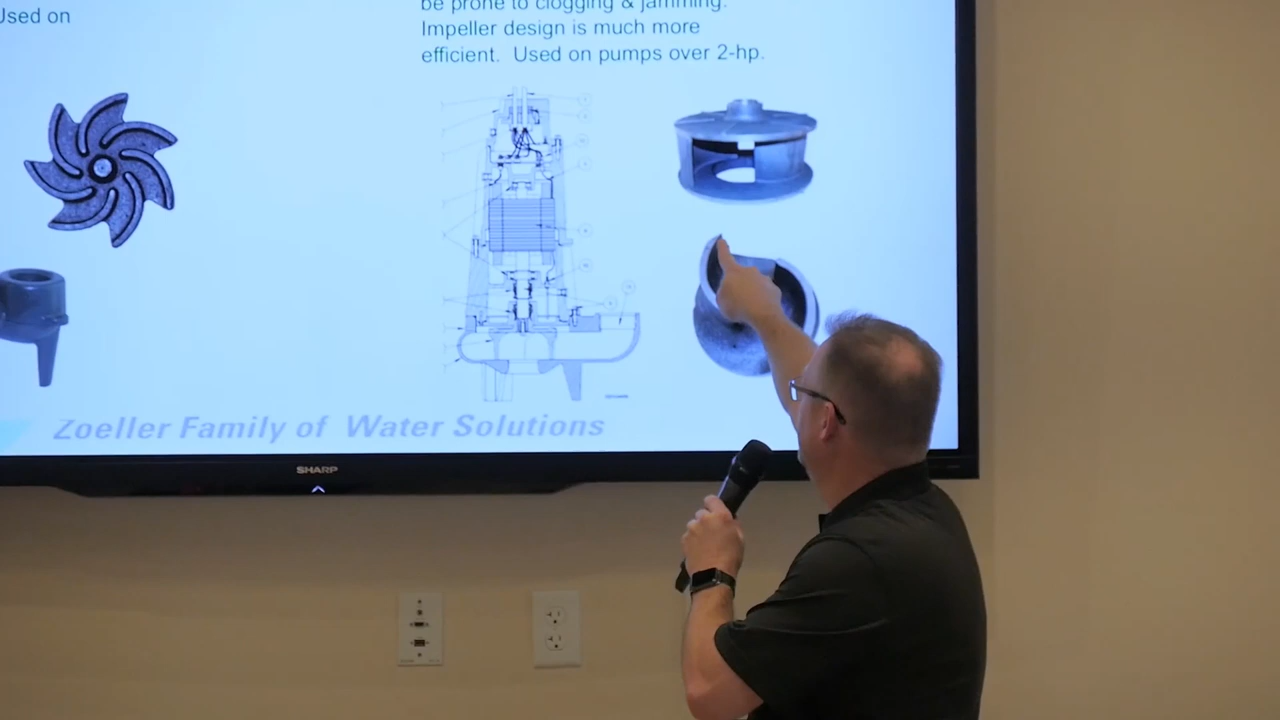 Used on
be prone to clogging & jamming.
Impeller design is much more
efficient. Used on pumps over 2-hp.
Zoeller Family of Water Solutions
SHARP